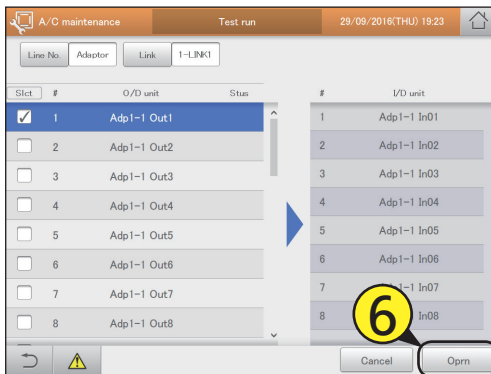 A/C maintenance Test run 29/09/2016(THU) 19:23
Line No. Adaptor Link 1-LINK1
Slct # O/D unit Stus # I/D unit
1 Adp1-1 Out1 1 Adp1-1 In01
2 Adp1-1 Out2 2 Adp1-1 In02
3 Adp1-1 Out3 3 Adp1-1 In03
4 Adp1-1 Out4 4 Adp1-1 In04
5 Adp1-1 Out5 5 Adp1-1 In05
6 Adp1-1 Out6 6 Adp1-1 In06
7 Adp1-1 Out7 7 Adp1-1 In07
8 Adp1-1 Out8 8 In08
6
Cancel Oprn